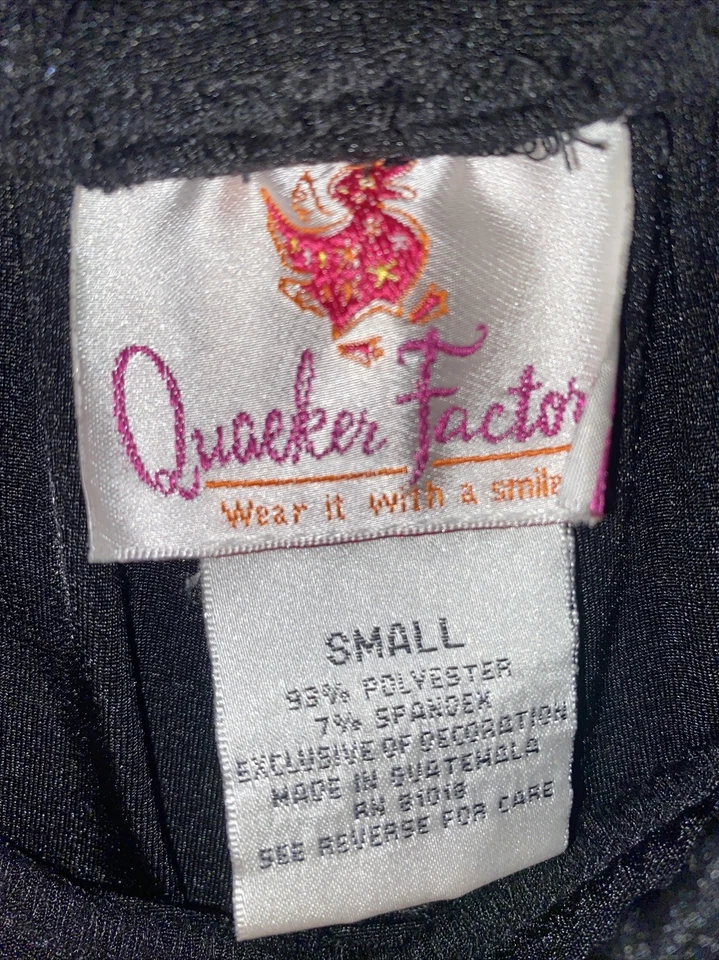 Quacker Factory
Wear it with a smile
SMALL
93% POLYESTER
7% SPANDEX
EXCLUSIVE OF DECORATION
MADE IN GUATEMALA
RN 81018
SEE REVERSE FOR CARE